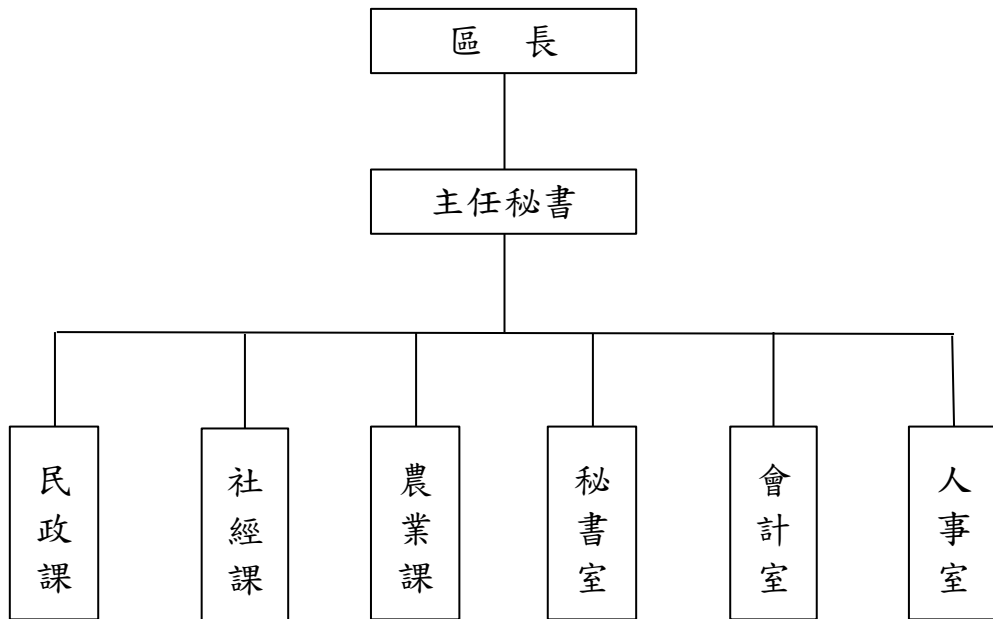 區 長
主任秘書
民政課
社經課
農業課
秘書室
會計室
人事室